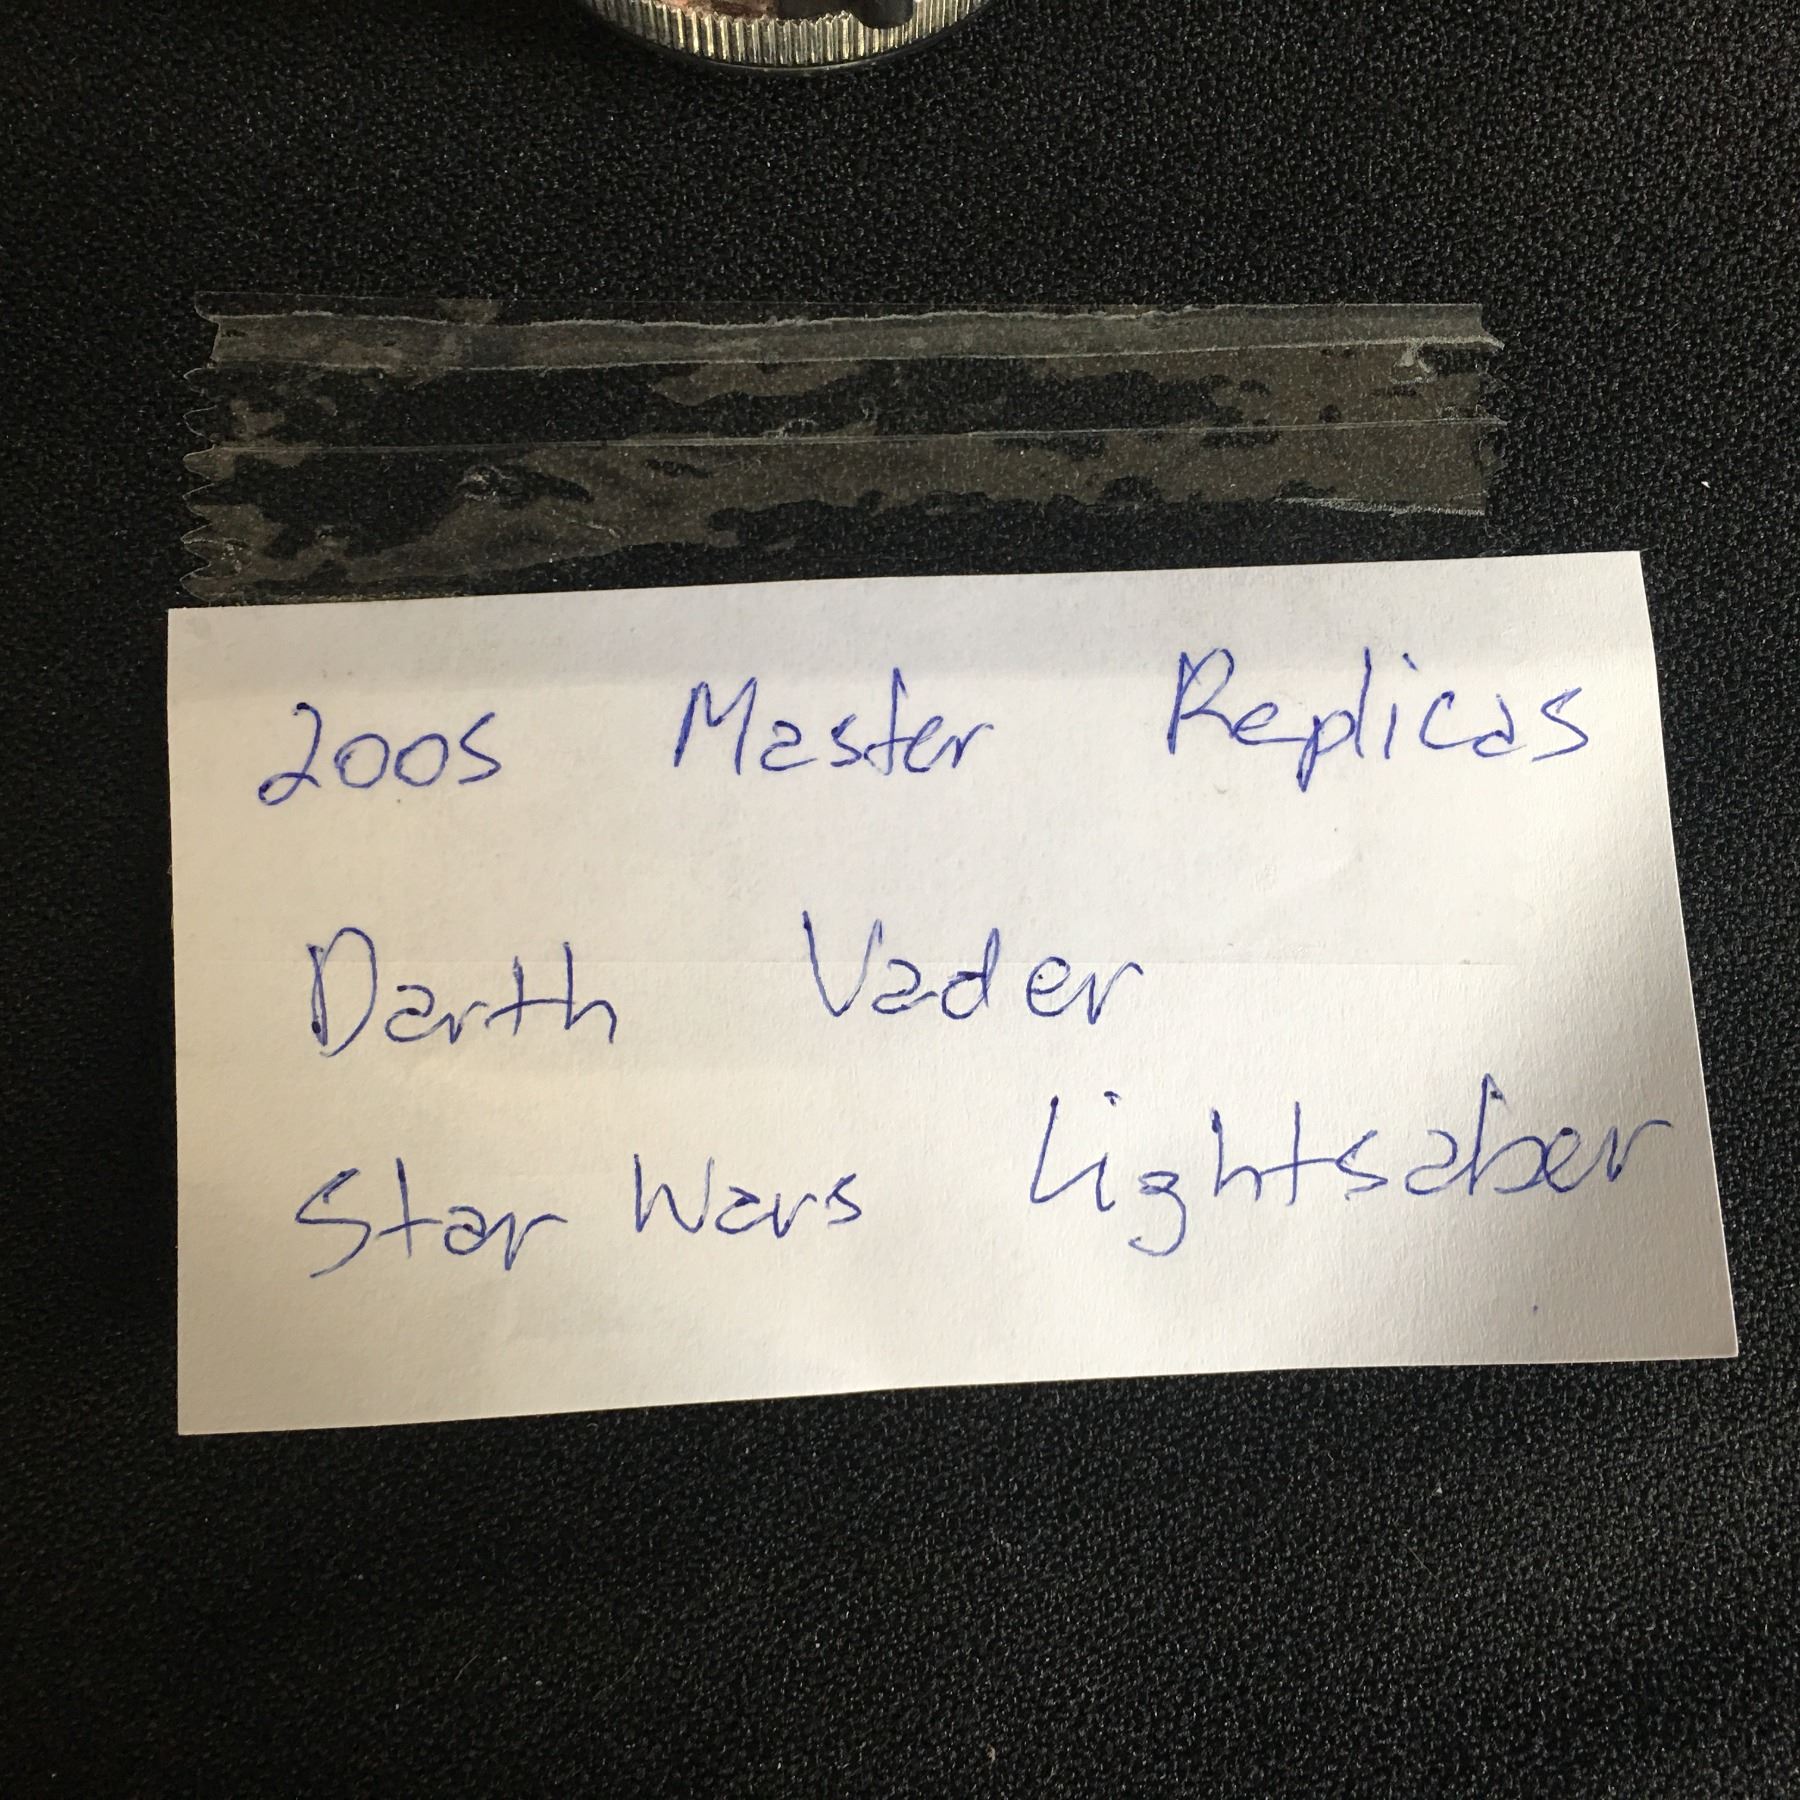 2005 Master Replicas
Darth Vader
Star Wars Lightsaber